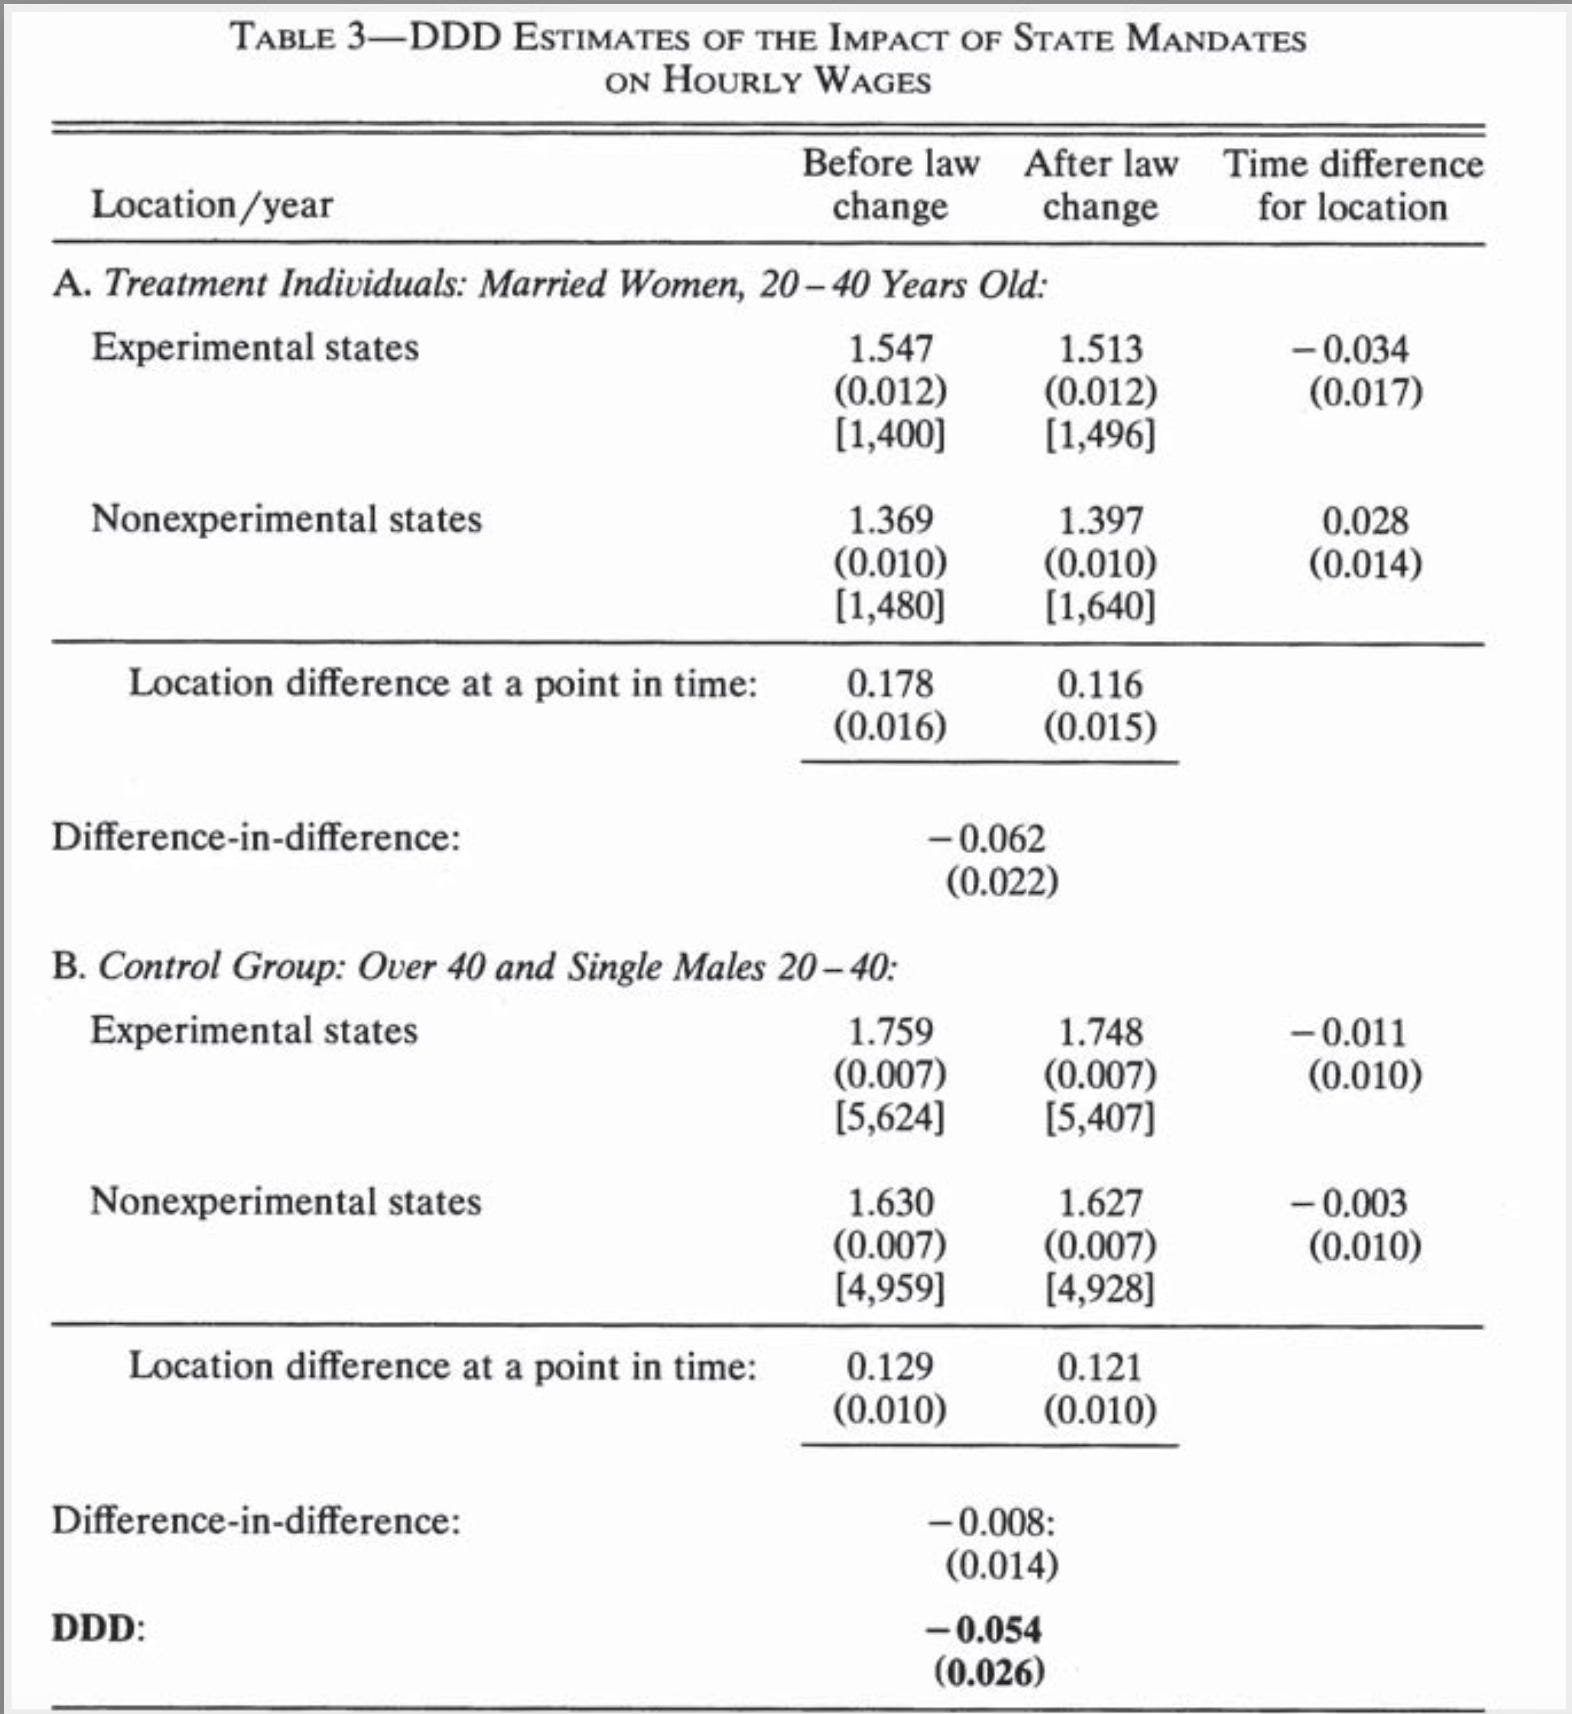 TABLE 3—DDD ESTIMATES OF THE IMPACT OF STATE MANDATES
ON HOURLY WAGES
Before law After law Time difference
Location/year change change for location
A. Treatment Individuals: Married Women, 20–40 Years Old:
Experimental states 1.547 1.513 −0.034
(0.012) (0.012) (0.017)
[1,400] [1,496]
Nonexperimental states 1.369 1.397 0.028
(0.010) (0.010) (0.014)
[1,480] [1,640]
Location difference at a point in time: 0.178 0.116
(0.016) (0.015)
Difference-in-difference: −0.062
(0.022)
B. Control Group: Over 40 and Single Males 20–40:
Experimental states 1.759 1.748 −0.011
(0.007) (0.007) (0.010)
[5,624] [5,407]
Nonexperimental states 1.630 1.627 −0.003
(0.007) (0.007) (0.010)
[4,959] [4,928]
Location difference at a point in time: 0.129 0.121
(0.010) (0.010)
Difference-in-difference: −0.008:
(0.014)
DDD: −0.054
(0.026)